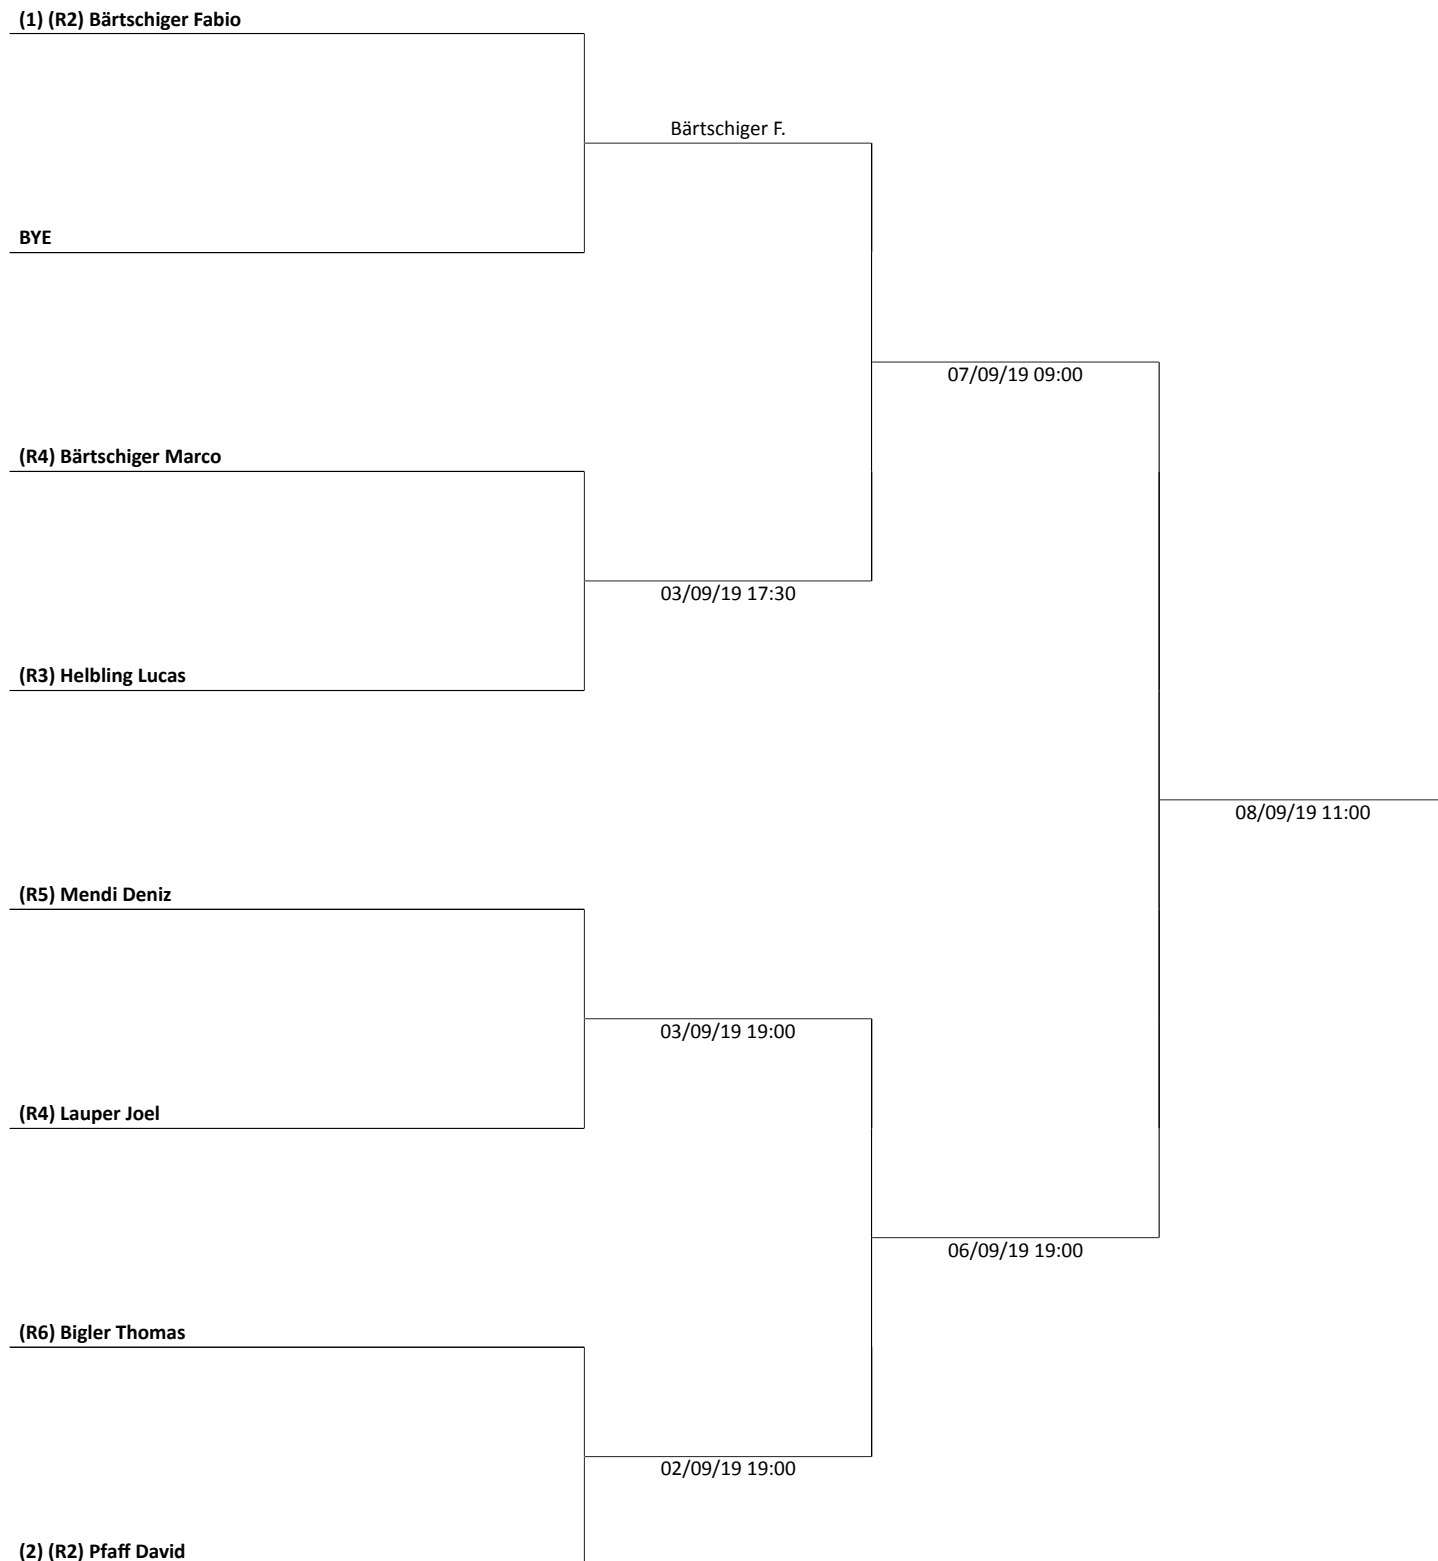 (1) (R2) Bärtschiger Fabio
Bärtschiger F.
BYE
07/09/19 09:00
(R4) Bärtschiger Marco
03/09/19 17:30
(R3) Helbling Lucas
08/09/19 11:00
(R5) Mendi Deniz
03/09/19 19:00
(R4) Lauper Joel
06/09/19 19:00
(R6) Bigler Thomas
02/09/19 19:00
(2) (R2) Pfaff David